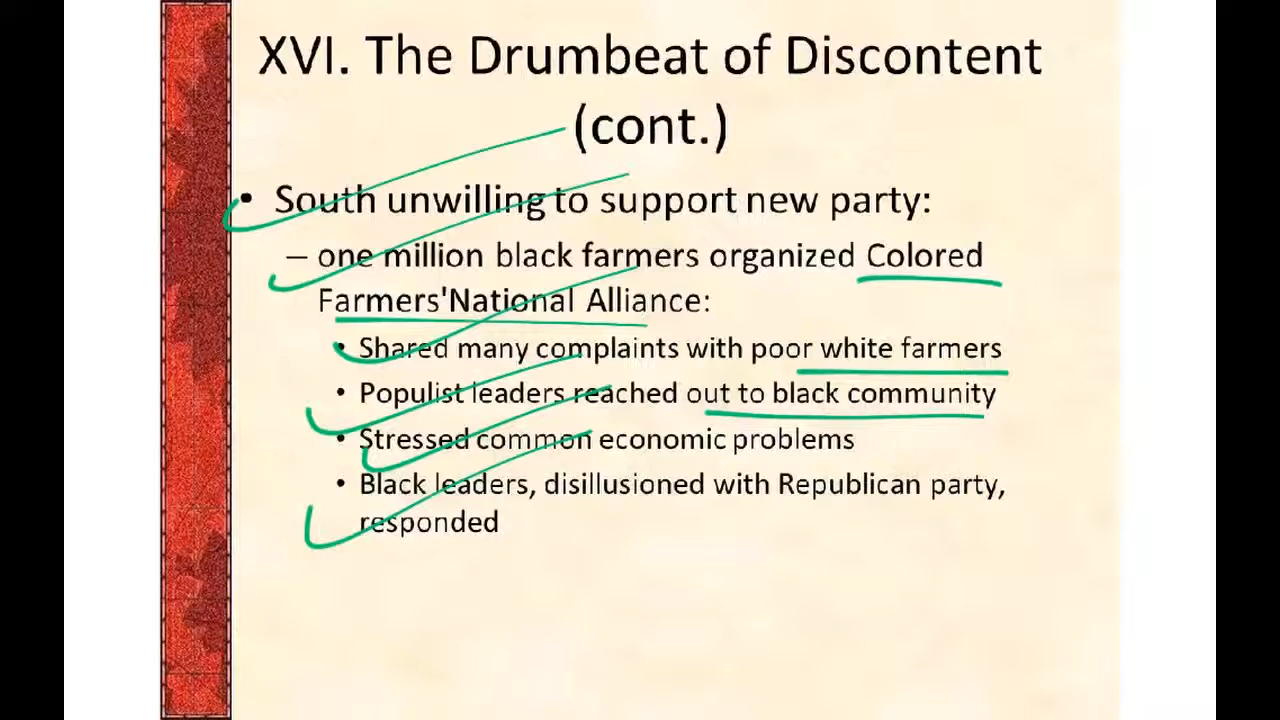 XVI. The Drumbeat of Discontent
(cont.)
• South unwilling to support new party:
– one million black farmers organized Colored
Farmers'National Alliance:
• Shared many complaints with poor white farmers
• Populist leaders reached out to black community
• Stressed common economic problems
• Black leaders, disillusioned with Republican party,
responded